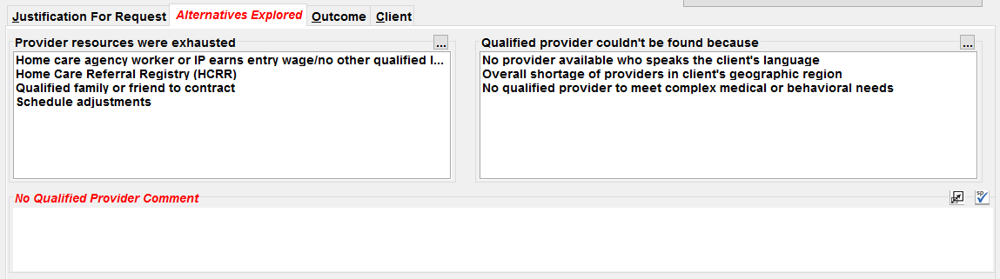 Justification For Request Alternatives Explored Outcome Client
Provider resources were exhausted ...
Home care agency worker or IP earns entry wage/no other qualified I...
Home Care Referral Registry (HCRR)
Qualified family or friend to contract
Schedule adjustments
Qualified provider couldn't be found because ...
No provider available who speaks the client's language
Overall shortage of providers in client's geographic region
No qualified provider to meet complex medical or behavioral needs
No Qualified Provider Comment
sp